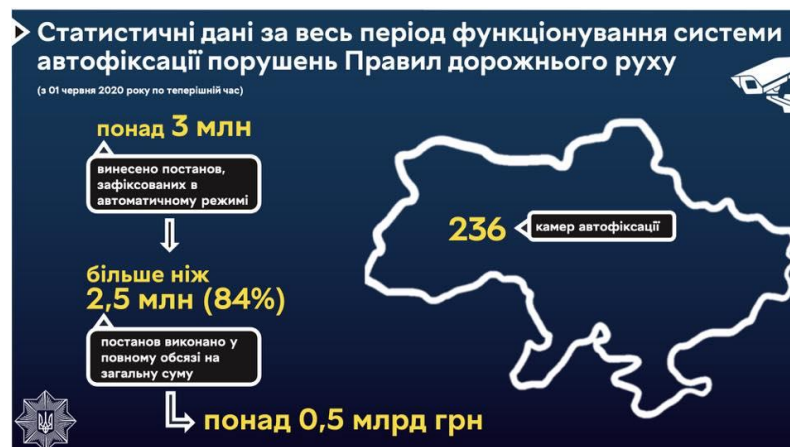 Статистичні дані за весь період функціонування системи
автофіксації порушень Правил дорожнього руху
(з 01 червня 2020 року по теперішній час)
понад 3 млн
винесено постанов,
зафіксованих в
автоматичному режимі
236
камер автофіксації
більше ніж
2,5 млн (84%)
постанов виконано у
повному обсязі на
загальну суму
понад 0,5 млрд грн